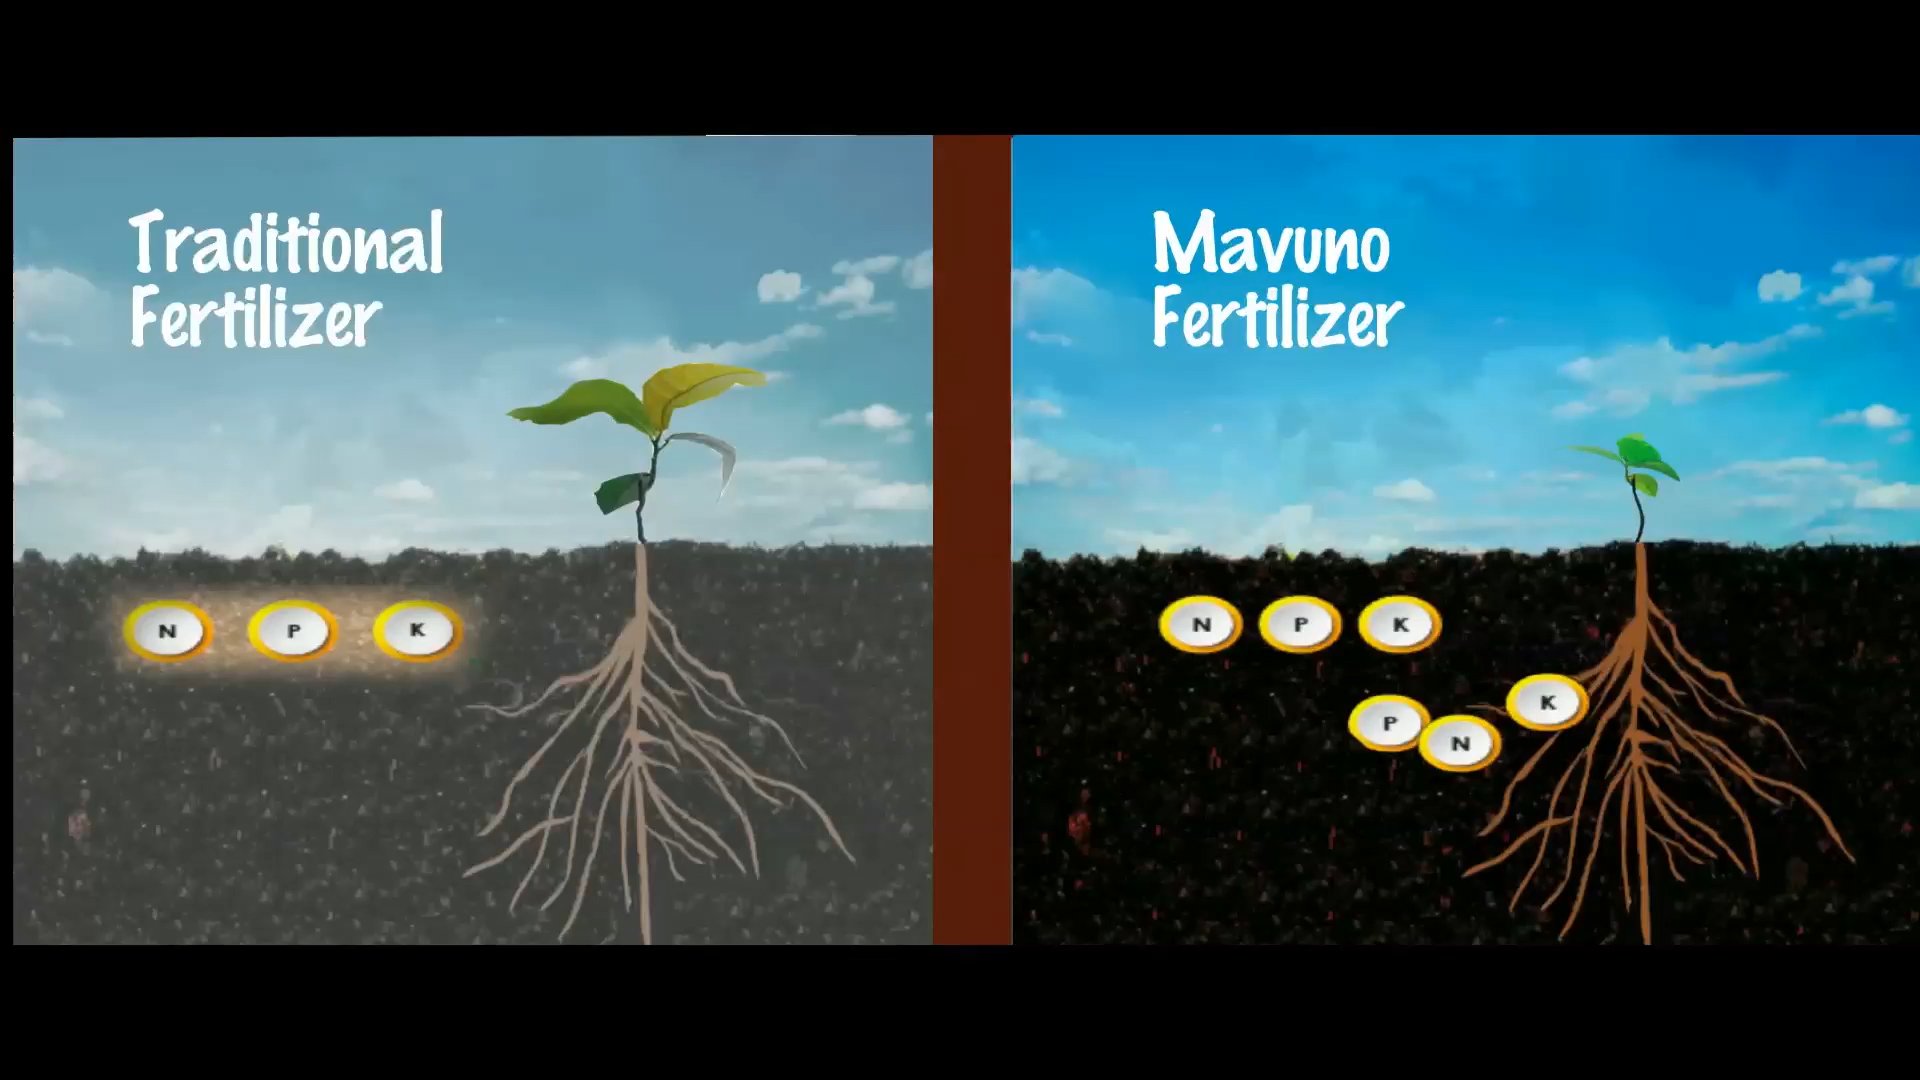 Traditional
Fertilizer
N P K
Mavuno
Fertilizer
N P K
K
P
N